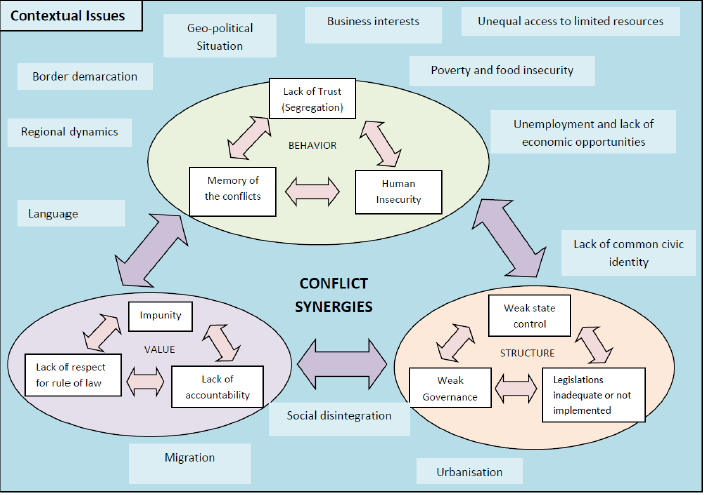 Contextual Issues
Geo-political
Situation
Business interests
Unequal access to limited resources
Border demarcation
Poverty and food insecurity
Lack of Trust
(Segregation)
Regional dynamics
Unemployment and lack of
economic opportunities
BEHAVIOR
Memory of
the conflicts
Human
Insecurity
Language
Lack of common civic
identity
CONFLICT
SYNERGIES
Impunity
VALUE
Lack of respect
for rule of law
Lack of
accountability
Weak state
control
STRUCTURE
Weak
Governance
Legislations
inadequate or not
implemented
Social disintegration
Migration
Urbanisation